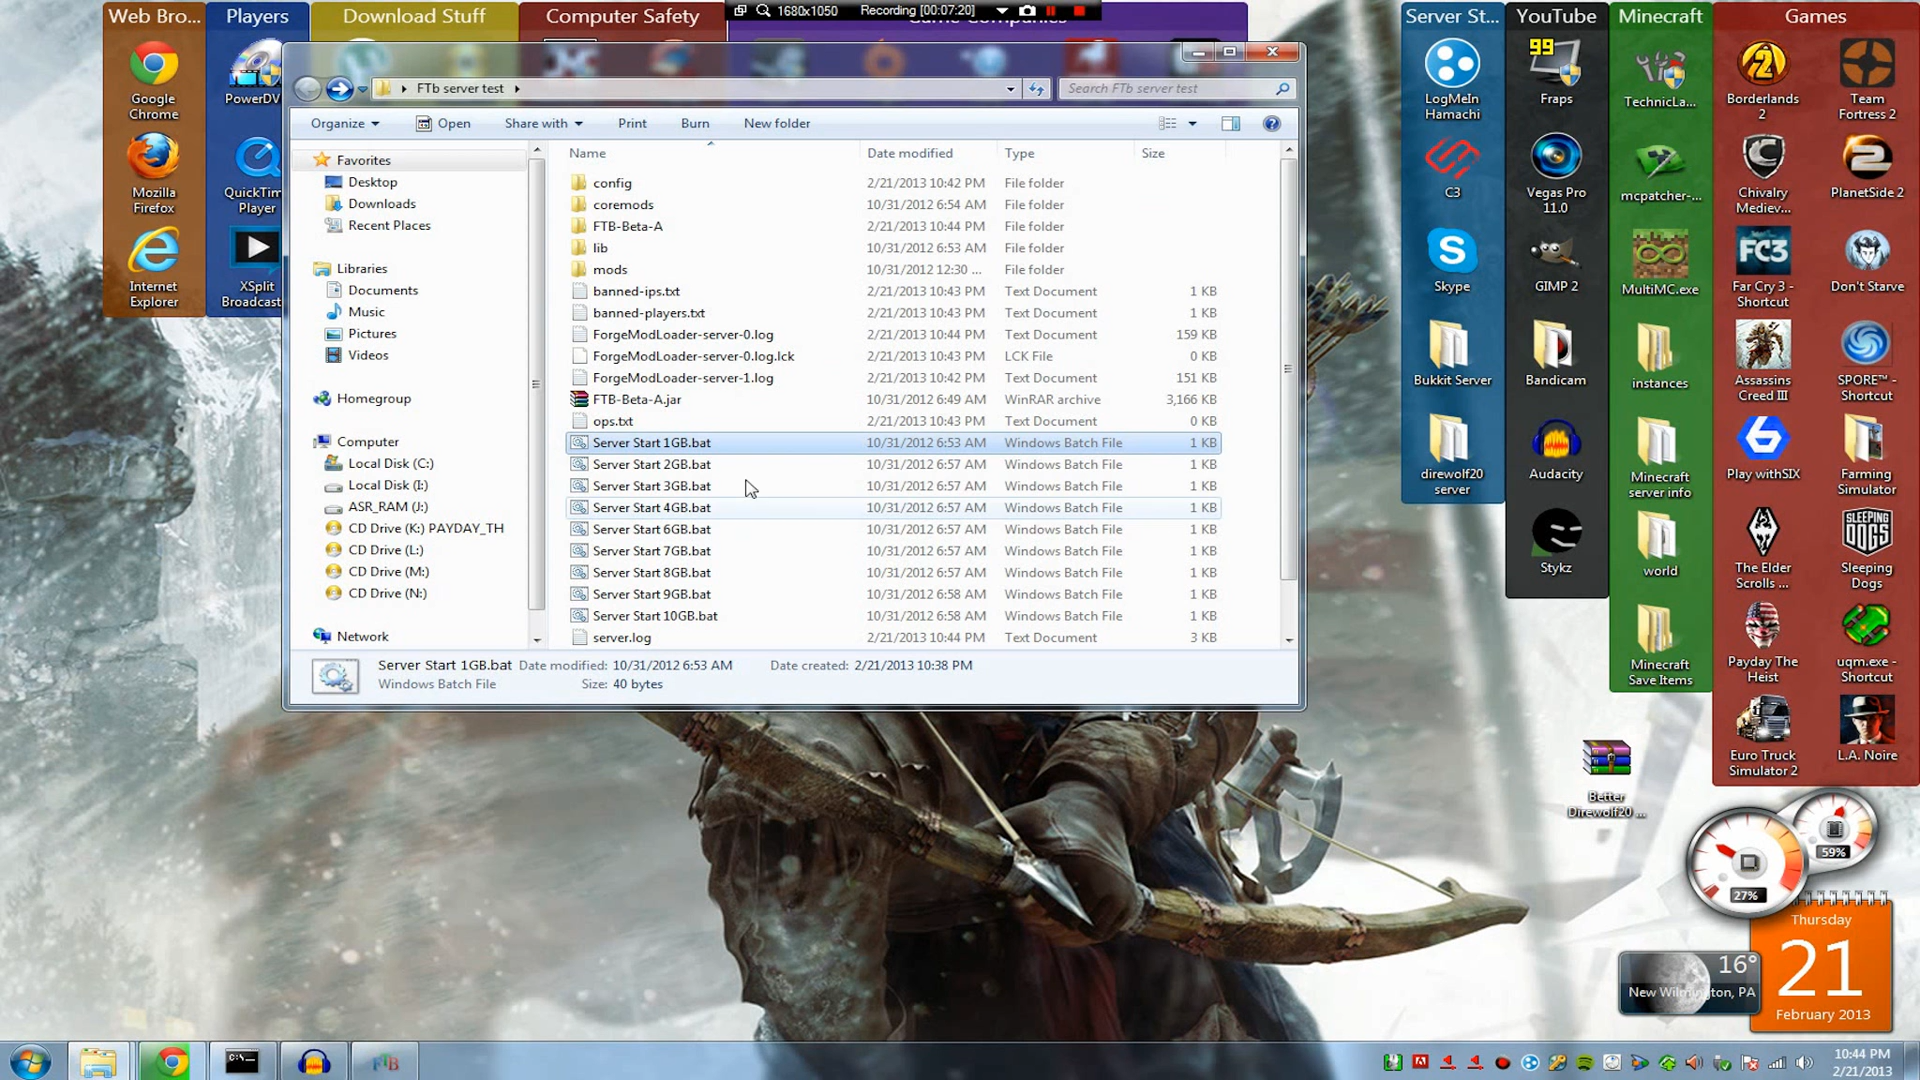 Web Bro...
Players
Download Stuff
Computer Safety
1680x1050
Recording [00:07:20]
Server St...
YouTube
Minecraft
Games
Google Chrome
PowerDV
Mozilla Firefox
QuickTim Player
Internet Explorer
XSplit Broadcast
FTb server test
Search FTb server test
Organize
Open
Share with
Print
Burn
New folder
Favorites
Desktop
Downloads
Recent Places
Libraries
Documents
Music
Pictures
Videos
Homegroup
Computer
Local Disk (C:)
Local Disk (I:)
ASR_RAM (J:)
CD Drive (K:) PAYDAY_TH
CD Drive (L:)
CD Drive (M:)
CD Drive (N:)
Network
Name Date modified Type Size
config 2/21/2013 10:42 PM File folder
coremods 10/31/2012 6:54 AM File folder
FTB-Beta-A 2/21/2013 10:44 PM File folder
lib 10/31/2012 6:53 AM File folder
mods 10/31/2012 12:30 ... File folder
banned-ips.txt 2/21/2013 10:43 PM Text Document 1 KB
banned-players.txt 2/21/2013 10:43 PM Text Document 1 KB
ForgeModLoader-server-0.log 2/21/2013 10:44 PM Text Document 159 KB
ForgeModLoader-server-0.log.lck 2/21/2013 10:43 PM LCK File 0 KB
ForgeModLoader-server-1.log 2/21/2013 10:42 PM Text Document 151 KB
FTB-Beta-A.jar 10/31/2012 6:49 AM WinRAR archive 3,166 KB
ops.txt 2/21/2013 10:43 PM Text Document 0 KB
Server Start 1GB.bat 10/31/2012 6:53 AM Windows Batch File 1 KB
Server Start 2GB.bat 10/31/2012 6:57 AM Windows Batch File 1 KB
Server Start 3GB.bat 10/31/2012 6:57 AM Windows Batch File 1 KB
Server Start 4GB.bat 10/31/2012 6:57 AM Windows Batch File 1 KB
Server Start 6GB.bat 10/31/2012 6:57 AM Windows Batch File 1 KB
Server Start 7GB.bat 10/31/2012 6:57 AM Windows Batch File 1 KB
Server Start 8GB.bat 10/31/2012 6:57 AM Windows Batch File 1 KB
Server Start 9GB.bat 10/31/2012 6:58 AM Windows Batch File 1 KB
Server Start 10GB.bat 10/31/2012 6:58 AM Windows Batch File 1 KB
server.log 2/21/2013 10:44 PM Text Document 3 KB
Server Start 1GB.bat Date modified: 10/31/2012 6:53 AM Date created: 2/21/2013 10:38 PM
Windows Batch File Size: 40 bytes
LogMeIn Hamachi
C3
Skype
Bukkit Server
direwolf20 server
99
Fraps
Vegas Pro 11.0
GIMP 2
Bandicam
Audacity
Stykz
TechnicLa...
mcpatcher-...
MultiMC.exe
instances
Minecraft server info
world
Minecraft Save Items
Borderlands 2
Team Fortress 2
Chivalry Mediev...
PlanetSide 2
FC3
Far Cry 3 - Shortcut
Don't Starve
Assassins Creed III
SPORE™ - Shortcut
Play withSIX
Farming Simulator
The Elder Scrolls ...
SLEEPING DOGS
Sleeping Dogs
Payday The Heist
uqm.exe - Shortcut
Euro Truck Simulator 2
L.A. Noire
Better Direwolf20 ...
59%
27%
Thursday
21
February 2013
16°
New Wilmington, PA
C:\
FTB
10:44 PM
2/21/2013